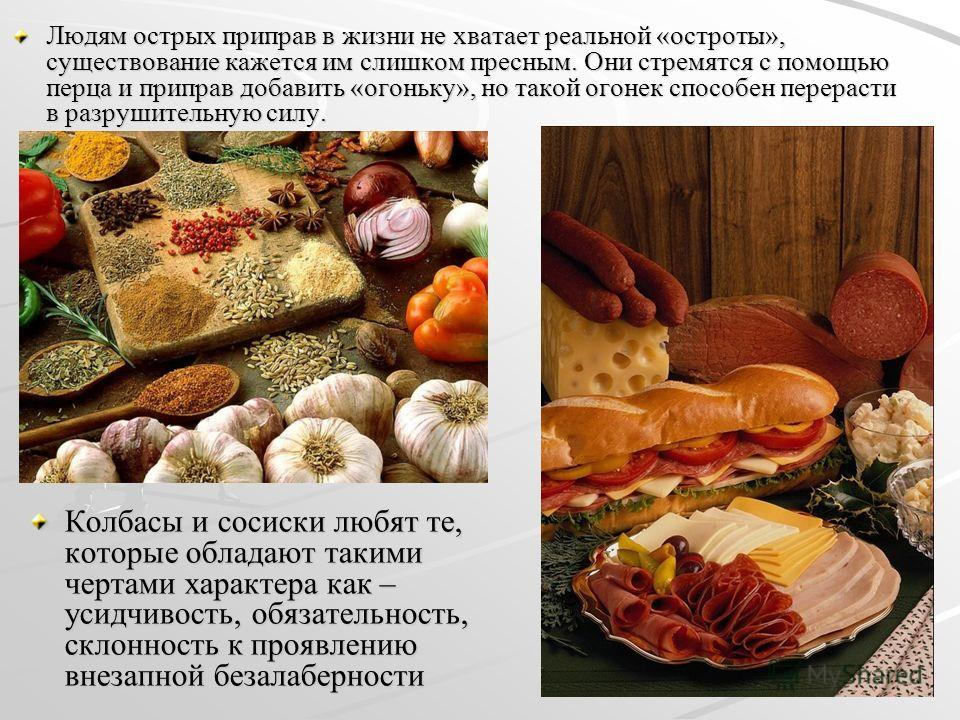 Людям острых приправ в жизни не хватает реальной «остроты»,
существование кажется им слишком пресным. Они стремятся с помощью
перца и приправ добавить «огоньку», но такой огонек способен перерасти
в разрушительную силу.
Колбасы и сосиски любят те,
которые обладают такими
чертами характера как –
усидчивость, обязательность,
склонность к проявлению
внезапной безалаберности
MyShared